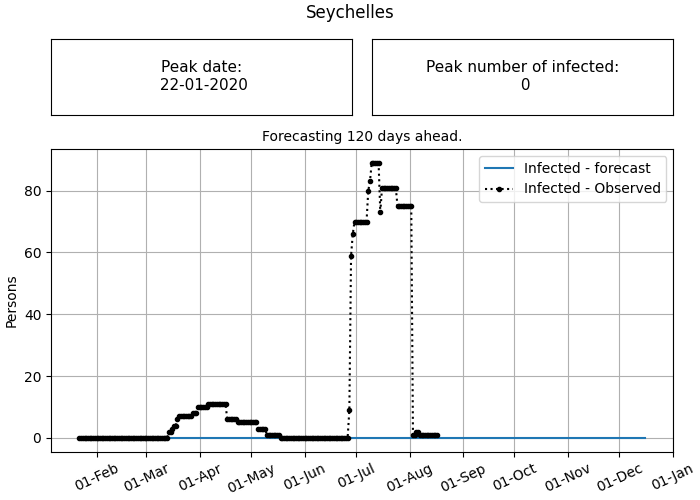 Seychelles
Peak date:
22-01-2020
Peak number of infected:
0
Forecasting 120 days ahead.
Infected - forecast
Infected - Observed
Persons
80
60
40
20
0
01-Feb
01-Mar
01-Apr
01-May
01-Jun
01-Jul
01-Aug
01-Sep
01-Oct
01-Nov
01-Dec
01-Jan